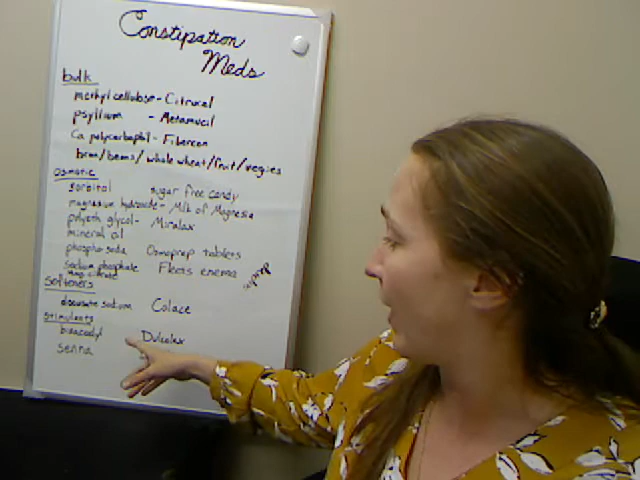 Constipation
Meds
bulk
methylcellulose - Citrucel
psyllium - Metamucil
Ca polycarbophil - Fibercon
bran/beans/whole wheat/fruit/veggies
osmotic
sorbitol sugar free candy
magnesium hydroxide - Milk of Magnesia
polyeth glycol - Miralax
mineral oil
phospho-soda Osmoprep tablets
sodium phosphate Fleets enema
mag citrate
Softeners
docusate sodium Colace
Stimulants
bisacodyl Dulcolax
senna